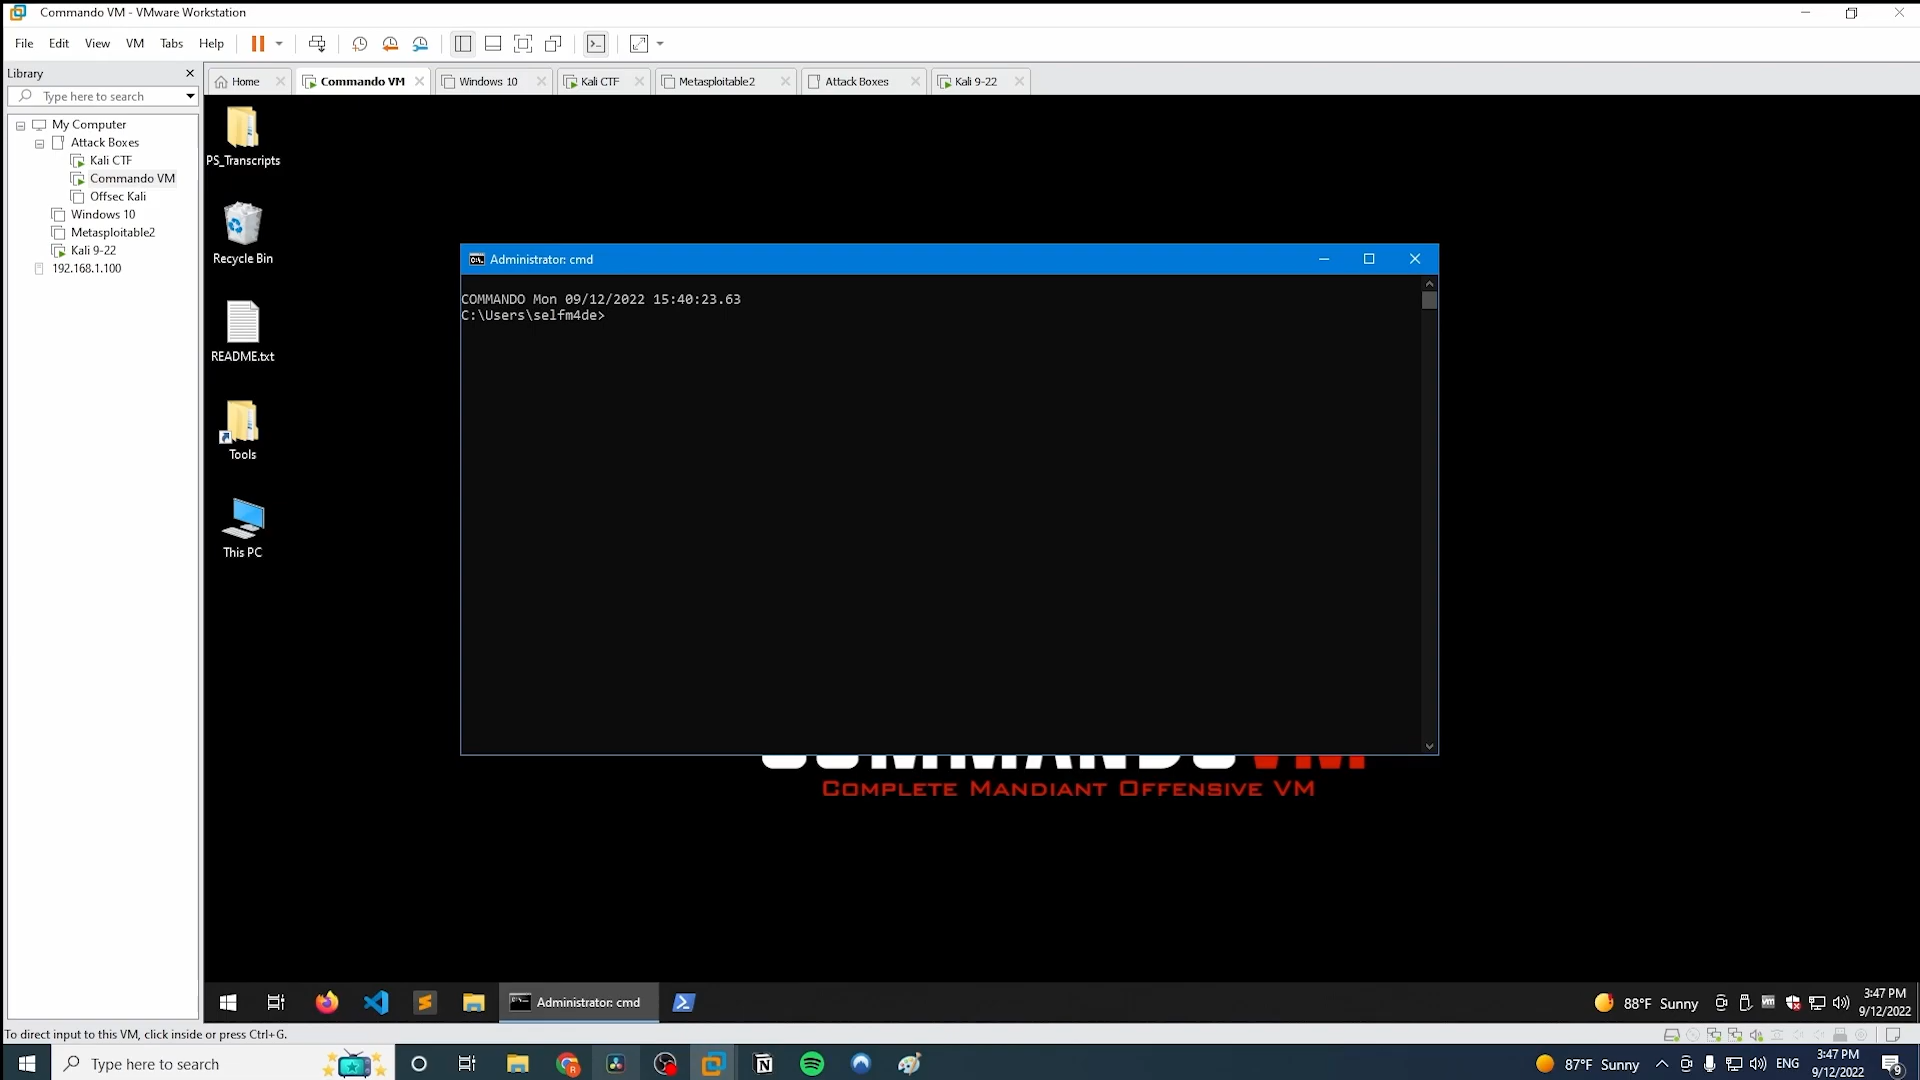 Commando VM - VMware Workstation
File Edit View VM Tabs Help
Library
Type here to search
Home
Commando VM
Windows 10
Kali CTF
Metasploitable2
Attack Boxes
Kali 9-22
My Computer
Attack Boxes
Kali CTF
Commando VM
Offsec Kali
Windows 10
Metasploitable2
Kali 9-22
192.168.1.100
PS_Transcripts
Recycle Bin
README.txt
Tools
This PC
Administrator: cmd
COMMANDO Mon 09/12/2022 15:40:23.63
C:\Users\selfm4de>
COMPLETE MANDIANT OFFENSIVE VM
Administrator: cmd
88°F Sunny
3:47 PM
9/12/2022
To direct input to this VM, click inside or press Ctrl+G.
Type here to search
87°F Sunny
ENG
3:47 PM
9/12/2022
9